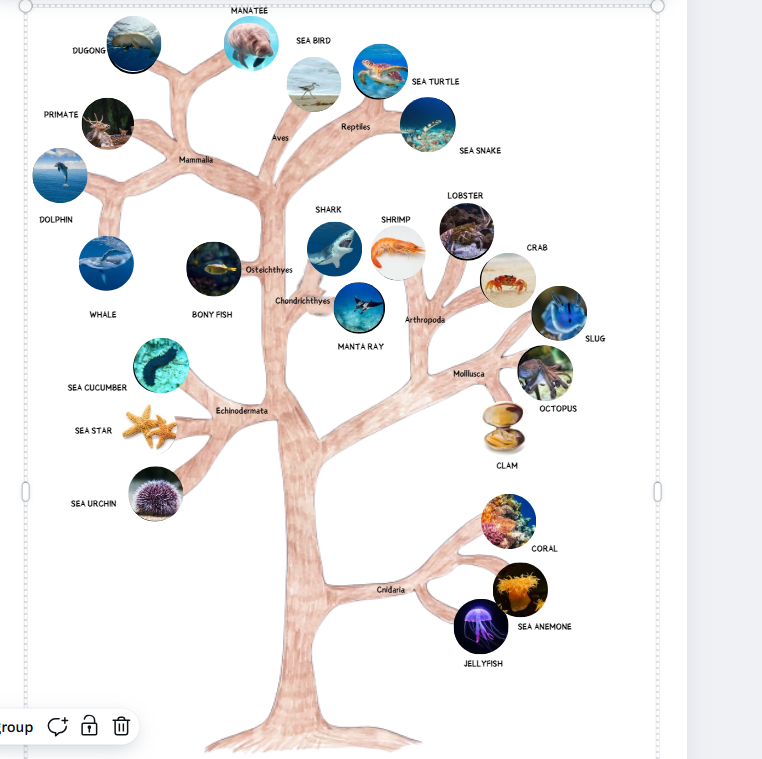 MANATEE
SEA BIRD
DUGONG
SEA TURTLE
PRIMATE
Reptiles
Aves
SEA SNAKE
Mammalia
DOLPHIN
LOBSTER
SHARK
SHRIMP
CRAB
Osteichthyes
Chondrichthyes
WHALE
BONY FISH
Arthropoda
SLUG
MANTA RAY
Molllusca
SEA CUCUMBER
OCTOPUS
Echinodermata
SEA STAR
CLAM
SEA URCHIN
CORAL
Cnidaria
SEA ANEMONE
JELLYFISH
group